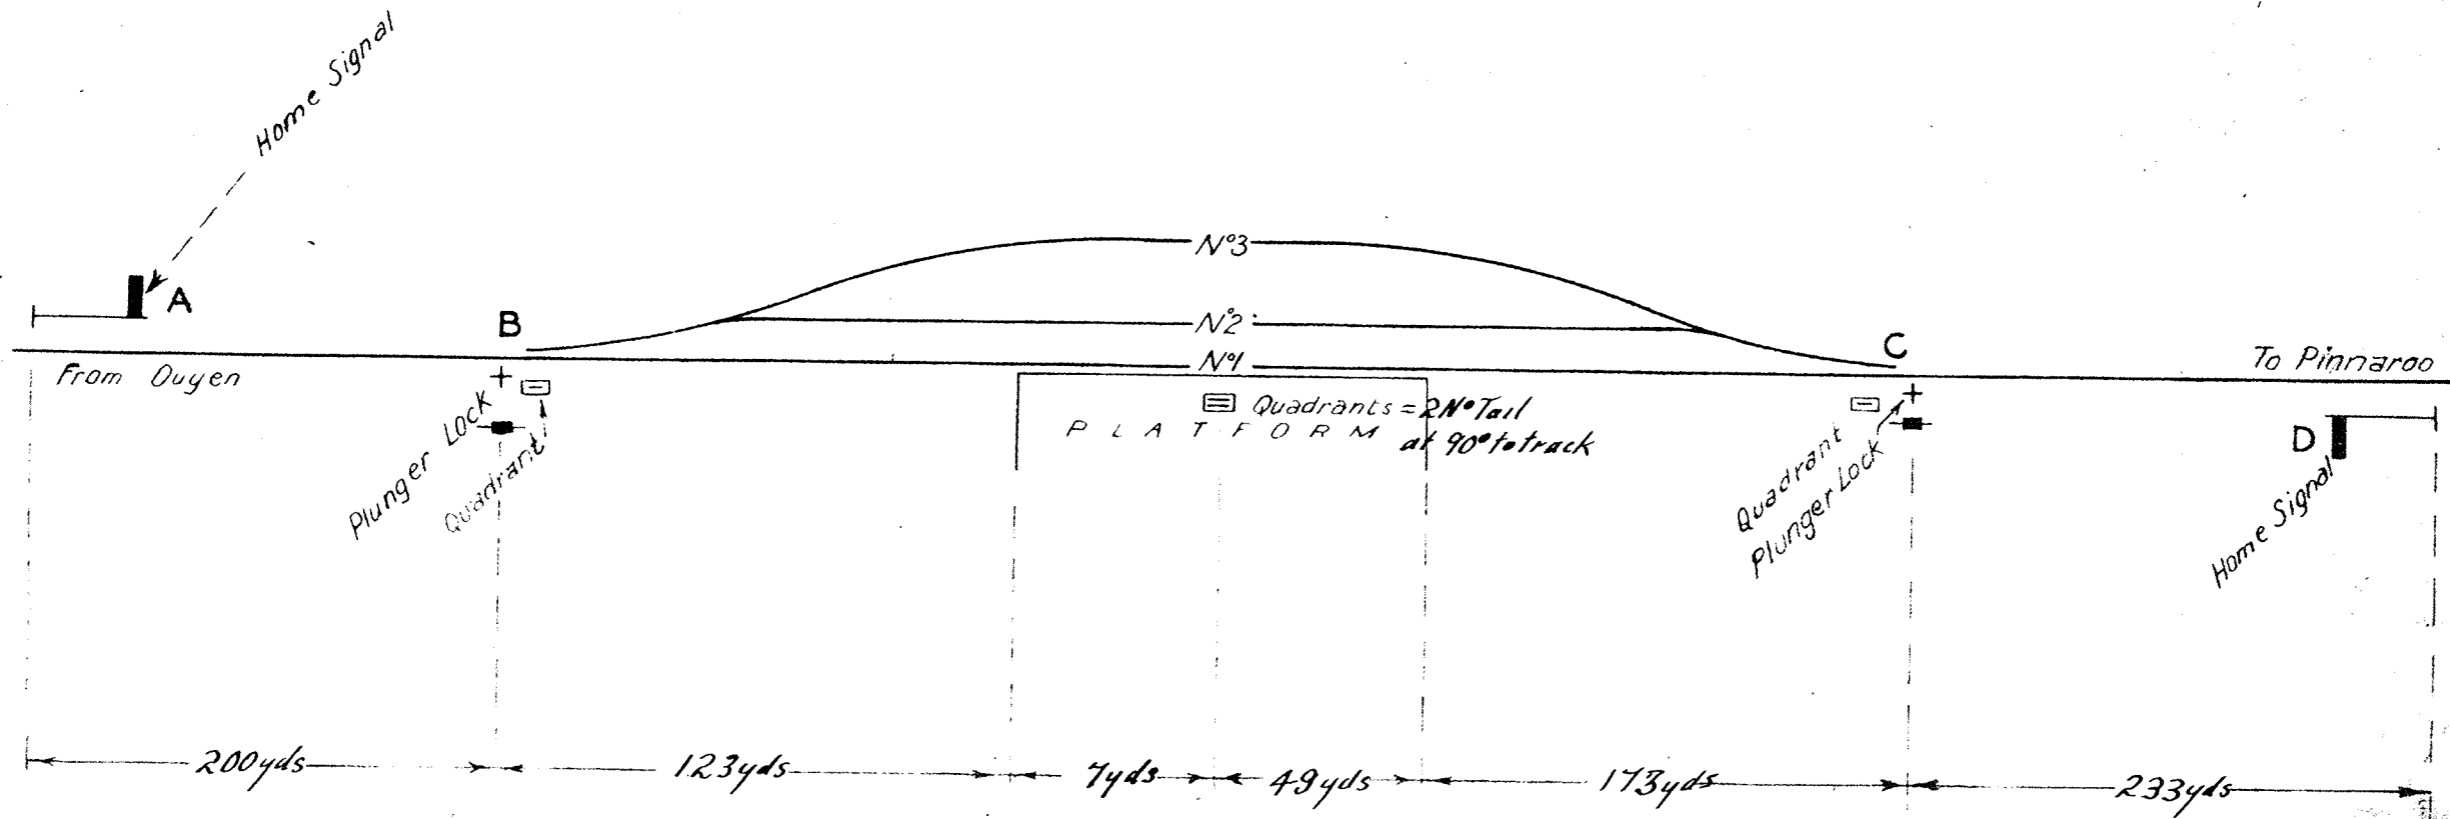 Home Signal
A
B
C
D
Nº3
Nº2
Nº1
From Ouyen
To Pinnaroo
Plunger Lock
Quadrant
Quadrants = 2Nº Tail
at 90° to track
PLATFORM
Quadrant
Plunger Lock
Home Signal
200yds
123yds
7yds
49yds
173yds
233yds